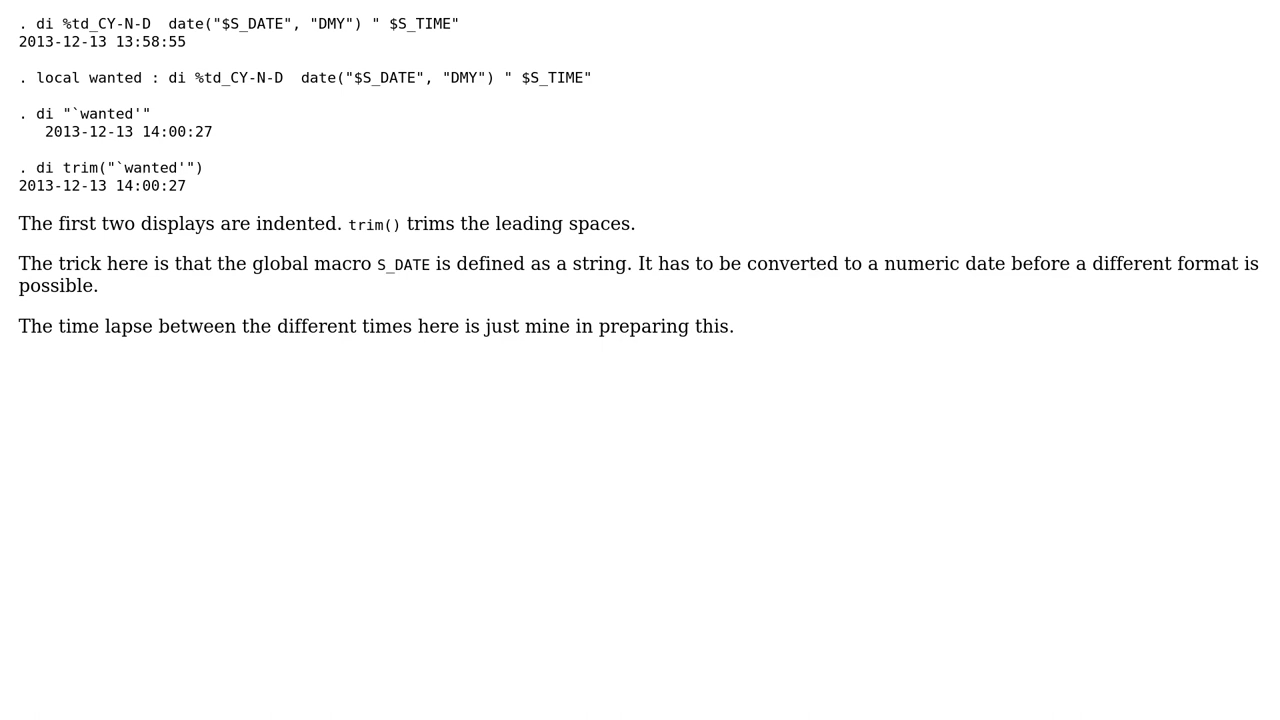 . di %td_CY-N-D  date("$S_DATE", "DMY") " $S_TIME"
2013-12-13 13:58:55
. local wanted : di %td_CY-N-D  date("$S_DATE", "DMY") " $S_TIME"
. di "`wanted'"
   2013-12-13 14:00:27
. di trim("`wanted'")
2013-12-13 14:00:27
The first two displays are indented. trim() trims the leading spaces.
The trick here is that the global macro S_DATE is defined as a string. It has to be converted to a numeric date before a different format is
possible.
The time lapse between the different times here is just mine in preparing this.